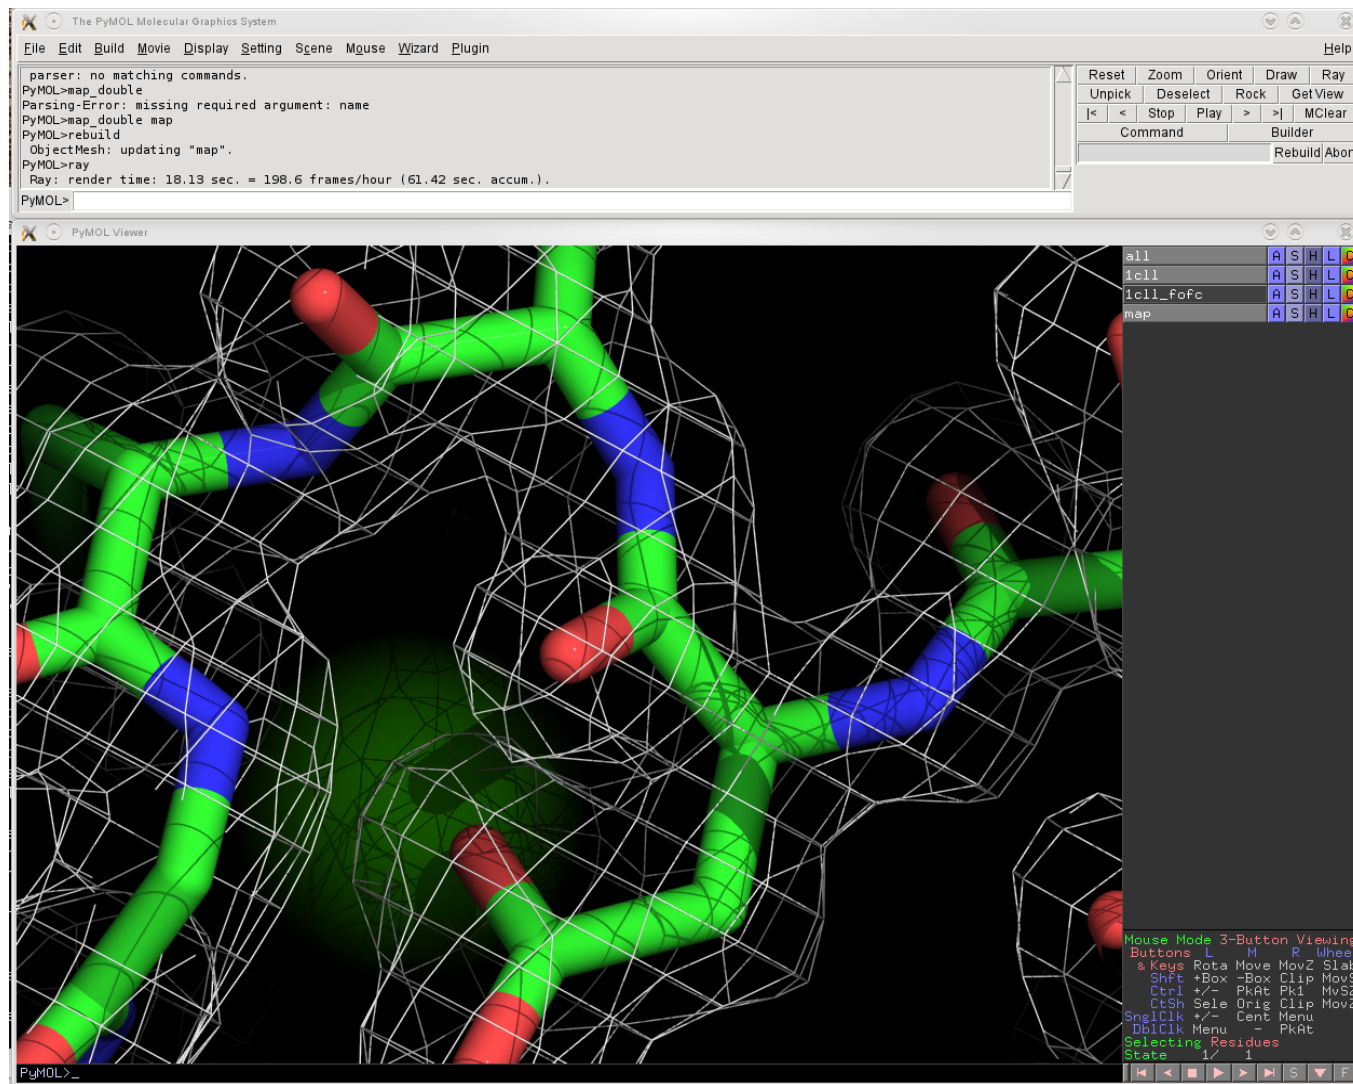 The PyMOL Molecular Graphics System
File Edit Build Movie Display Setting Scene Mouse Wizard Plugin Help
parser: no matching commands.
PyMOL>map_double
Parsing-Error: missing required argument: name
PyMOL>map_double map
PyMOL>rebuild
ObjectMesh: updating "map".
PyMOL>ray
Ray: render time: 18.13 sec. = 198.6 frames/hour (61.42 sec. accum.).
PyMOL>
Reset Zoom Orient Draw Ray
Unpick Deselect Rock Get View
|< < Stop Play > >| MClear
Command Builder
Rebuild Abor
PyMOL Viewer
all A S H L C
1cll A S H L C
1cll_fofc A S H L C
map A S H L C
Mouse Mode 3-Button Viewing
Buttons L M R Whee
& Keys Rota Move MovZ Slab
Shft +Box -Box Clip MovS
Ctrl +/- PkAt Pk1 MvSZ
CtSh Sele Orig Clip MovZ
SnglClk +/- Cent Menu
DblClk Menu - PkAt
Selecting Residues
State 1/ 1
PyMOL>_
S F